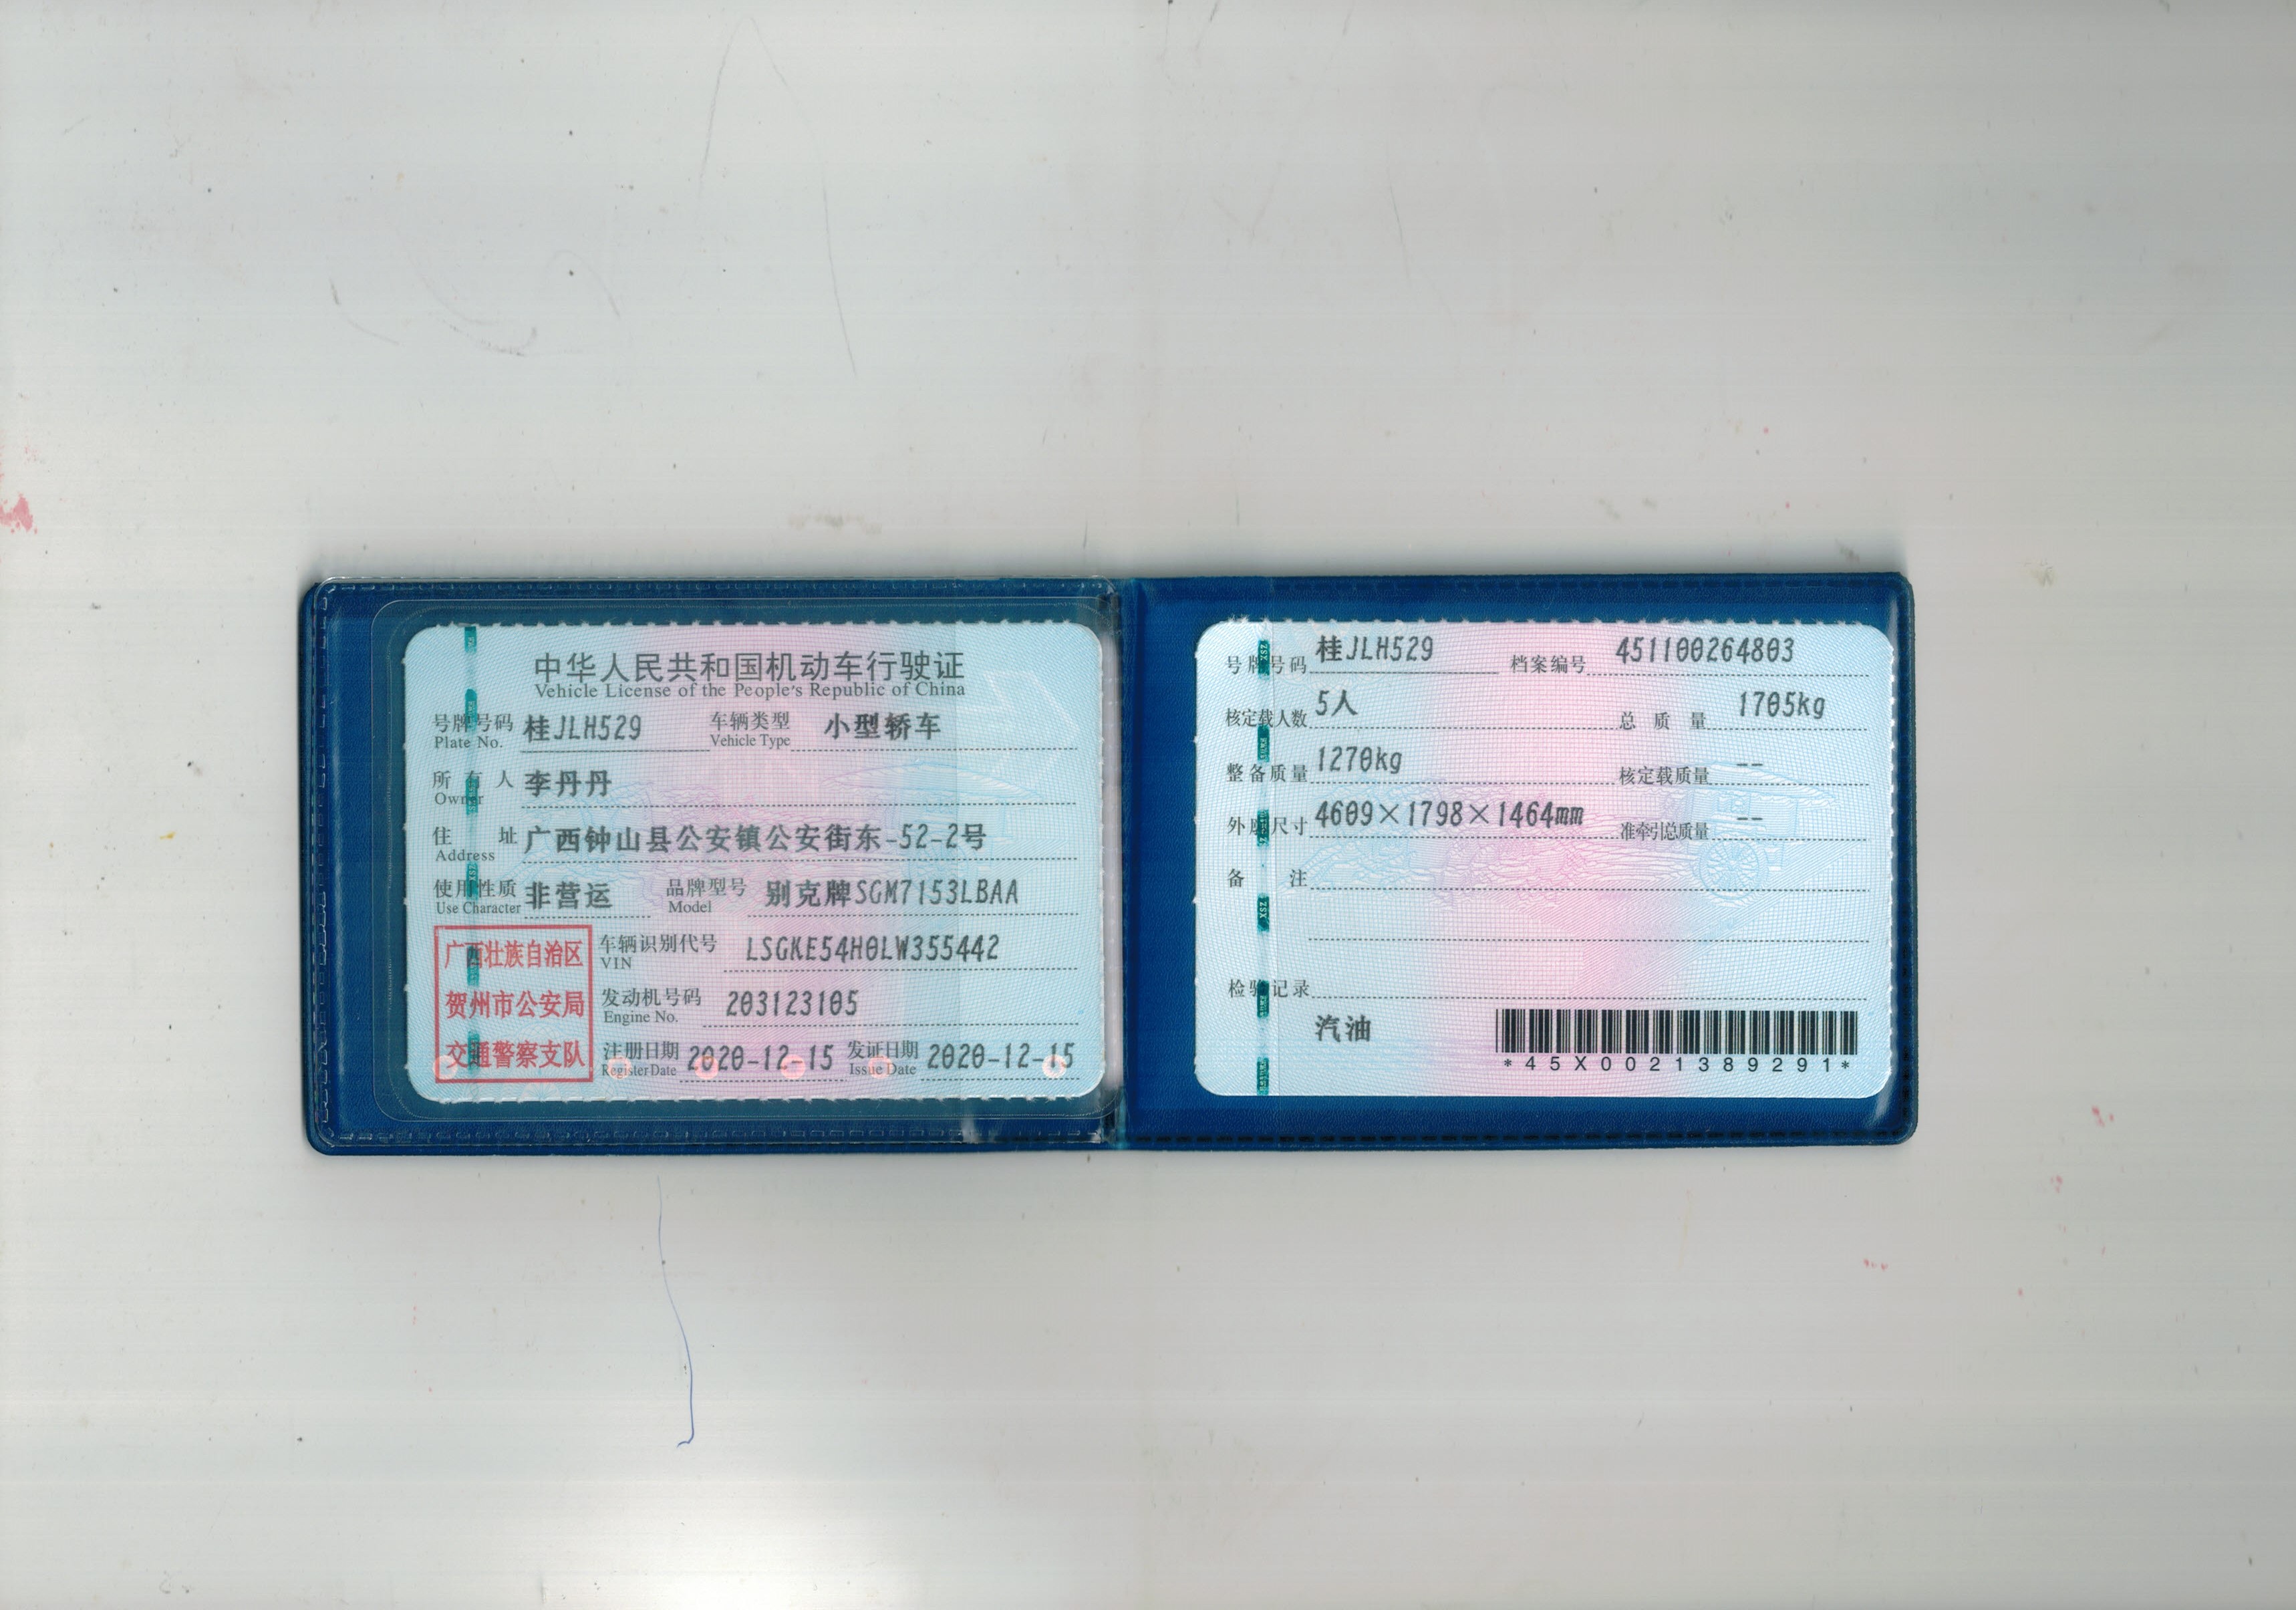 中华人民共和国机动车行驶证
Vehicle License of the People's Republic of China
号牌号码 桂JLH529 车辆类型 小型轿车
Plate No. Vehicle Type
所有人 李丹丹
Owner
住址 广西钟山县公安镇公安街东-52-2号
Address
使用性质 非营运 品牌型号 别克牌SGM7153LBAA
Use Character Model
广西壮族自治区
贺州市公安局
交通警察支队
车辆识别代号 LSGKE54H0LW355442
VIN
发动机号码 203123105
Engine No.
注册日期 2020-12-15 发证日期 2020-12-15
Register Date Issue Date
号牌号码 桂JLH529 档案编号 451100264803
核定载人数 5人 总质量 1705kg
整备质量 1270kg 核定载质量 --
外廓尺寸 4609×1798×1464mm 准牵引总质量 --
备注
检验记录
汽油
*45X0021389291*